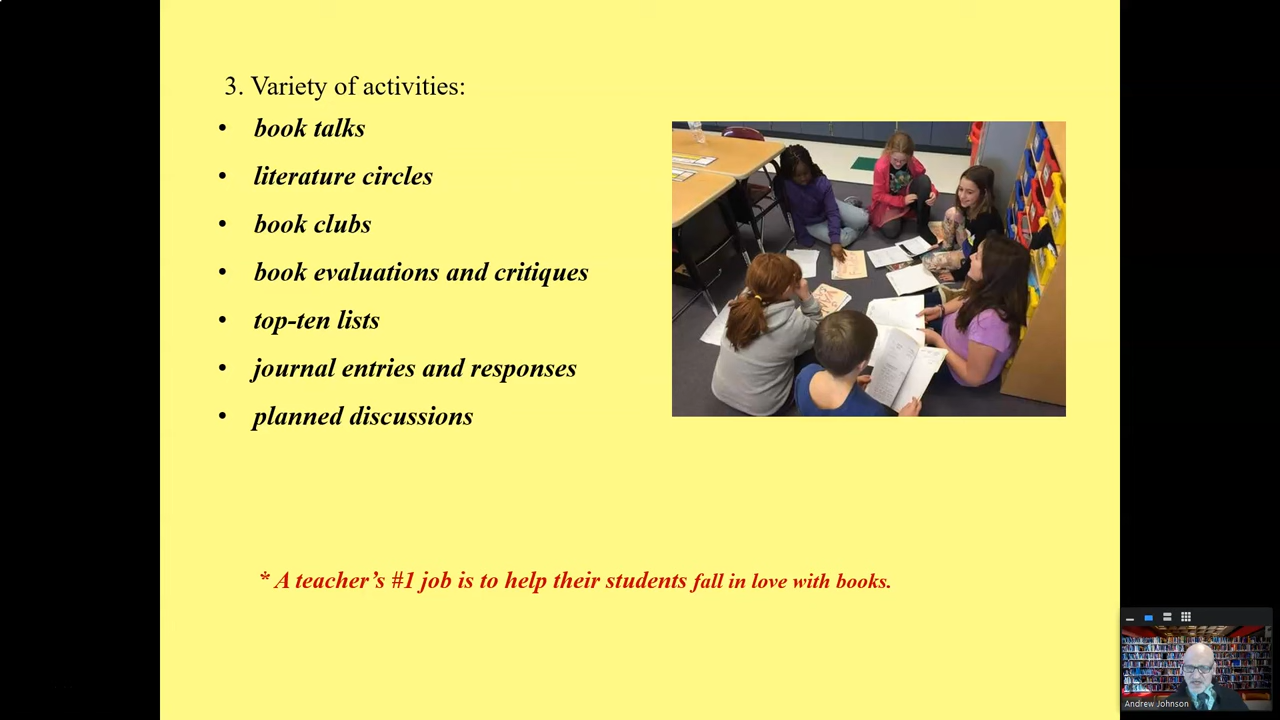 3. Variety of activities:
• book talks
• literature circles
• book clubs
• book evaluations and critiques
• top-ten lists
• journal entries and responses
• planned discussions
* A teacher’s #1 job is to help their students fall in love with books.
Andrew Johnson